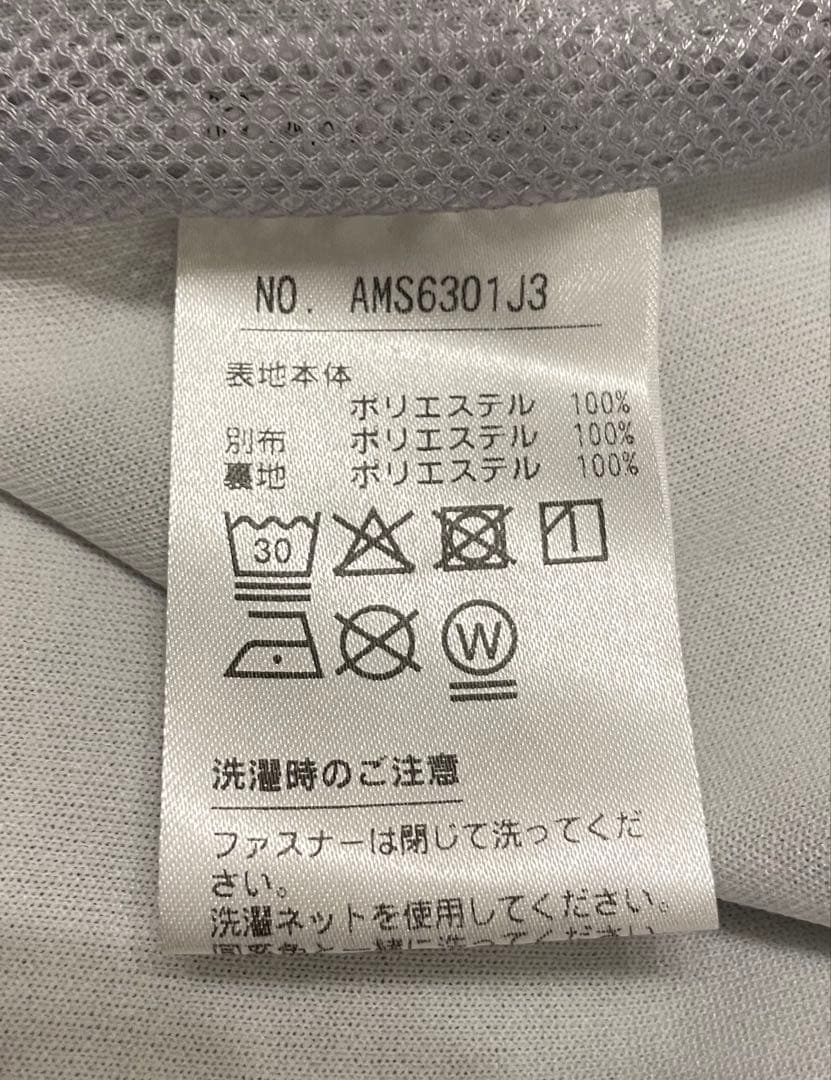 NO. AMS6301J3
表地本体
ポリエステル 100%
別布 ポリエステル 100%
裏地 ポリエステル 100%
30
W
洗濯時のご注意
ファスナーは閉じて洗ってくだ
さい。
洗濯ネットを使用してください。